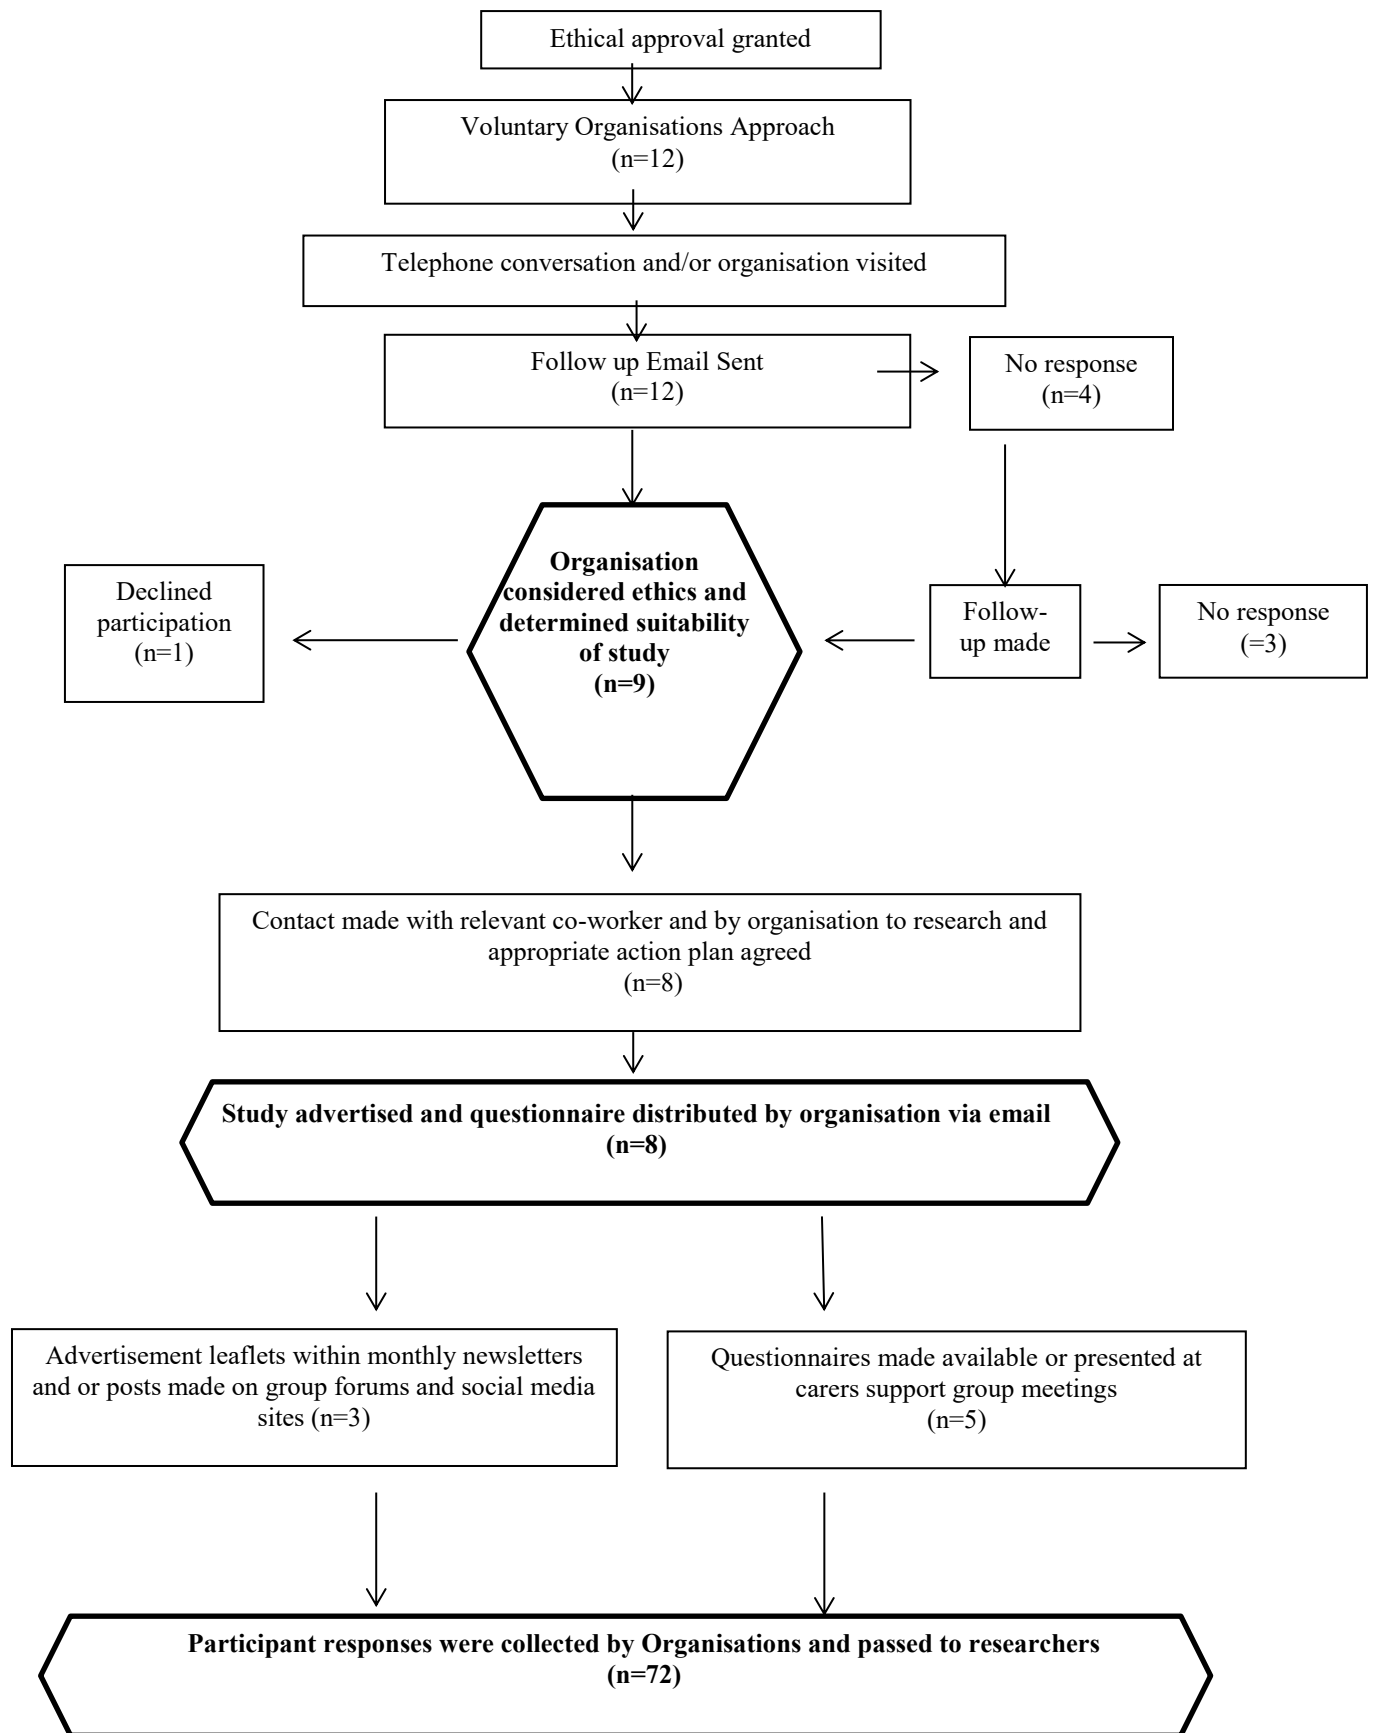 Ethical approval granted
Voluntary Organisations Approach
(n=12)
Telephone conversation and/or organisation visited
Follow up Email Sent
(n=12)
No response
(n=4)
Organisation
considered ethics and
determined suitability
of study
(n=9)
Declined
participation
(n=1)
Follow-
up made
No response
(=3)
Contact made with relevant co-worker and by organisation to research and
appropriate action plan agreed
(n=8)
Study advertised and questionnaire distributed by organisation via email
(n=8)
Advertisement leaflets within monthly newsletters
and or posts made on group forums and social media
sites (n=3)
Questionnaires made available or presented at
carers support group meetings
(n=5)
Participant responses were collected by Organisations and passed to researchers
(n=72)